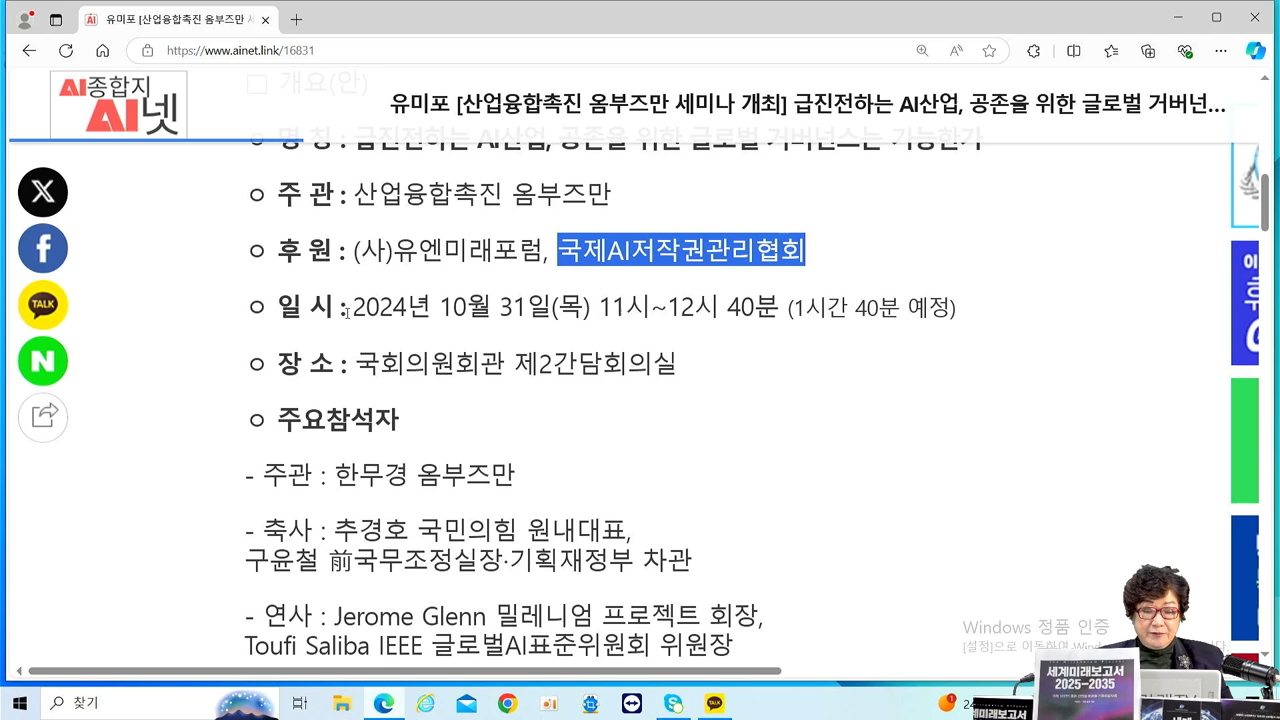 유미포 [산업융합촉진 옴부즈만 세
https://www.ainet.link/16831
AI종합지
AI넷
유미포 [산업융합촉진 옴부즈만 세미나 개최] 급진전하는 AI산업, 공존을 위한 글로벌 거버넌...
□ 개요(안)
ㅇ 명 칭 : 급진전하는 AI산업, 공존을 위한 글로벌 거버넌스는 가능한가
ㅇ 주 관 : 산업융합촉진 옴부즈만
ㅇ 후 원 : (사)유엔미래포럼, 국제AI저작권관리협회
ㅇ 일 시 : 2024년 10월 31일(목) 11시~12시 40분 (1시간 40분 예정)
ㅇ 장 소 : 국회의원회관 제2간담회의실
ㅇ 주요참석자
- 주관 : 한무경 옴부즈만
- 축사 : 추경호 국민의힘 원내대표,
구윤철 前국무조정실장·기획재정부 차관
- 연사 : Jerome Glenn 밀레니엄 프로젝트 회장,
Toufi Saliba IEEE 글로벌AI표준위원회 위원장
TALK
N
Windows 정품 인증
세계미래보고서
2025-2035
찾기
TALK